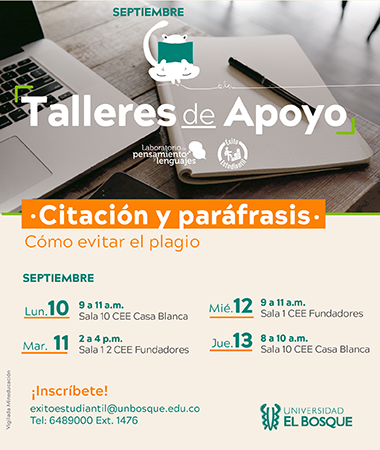 SEPTIEMBRE
Talleres de Apoyo
Laboratorio de
pensamiento
y lenguajes
Éxito
Estudiantil
·Citación y paráfrasis·
Cómo evitar el plagio
SEPTIEMBRE
Lun. 10 9 a 11 a.m.
Sala 10 CEE Casa Blanca
Mar. 11 2 a 4 p.m.
Sala 1 2 CEE Fundadores
Mié. 12 9 a 11 a.m.
Sala 1 CEE Fundadores
Jue. 13 8 a 10 a.m.
Sala 10 CEE Casa Blanca
¡Inscríbete!
exitoestudiantil@unbosque.edu.co
Tel: 6489000 Ext. 1476
UNIVERSIDAD
EL BOSQUE
Vigilada Mineducación